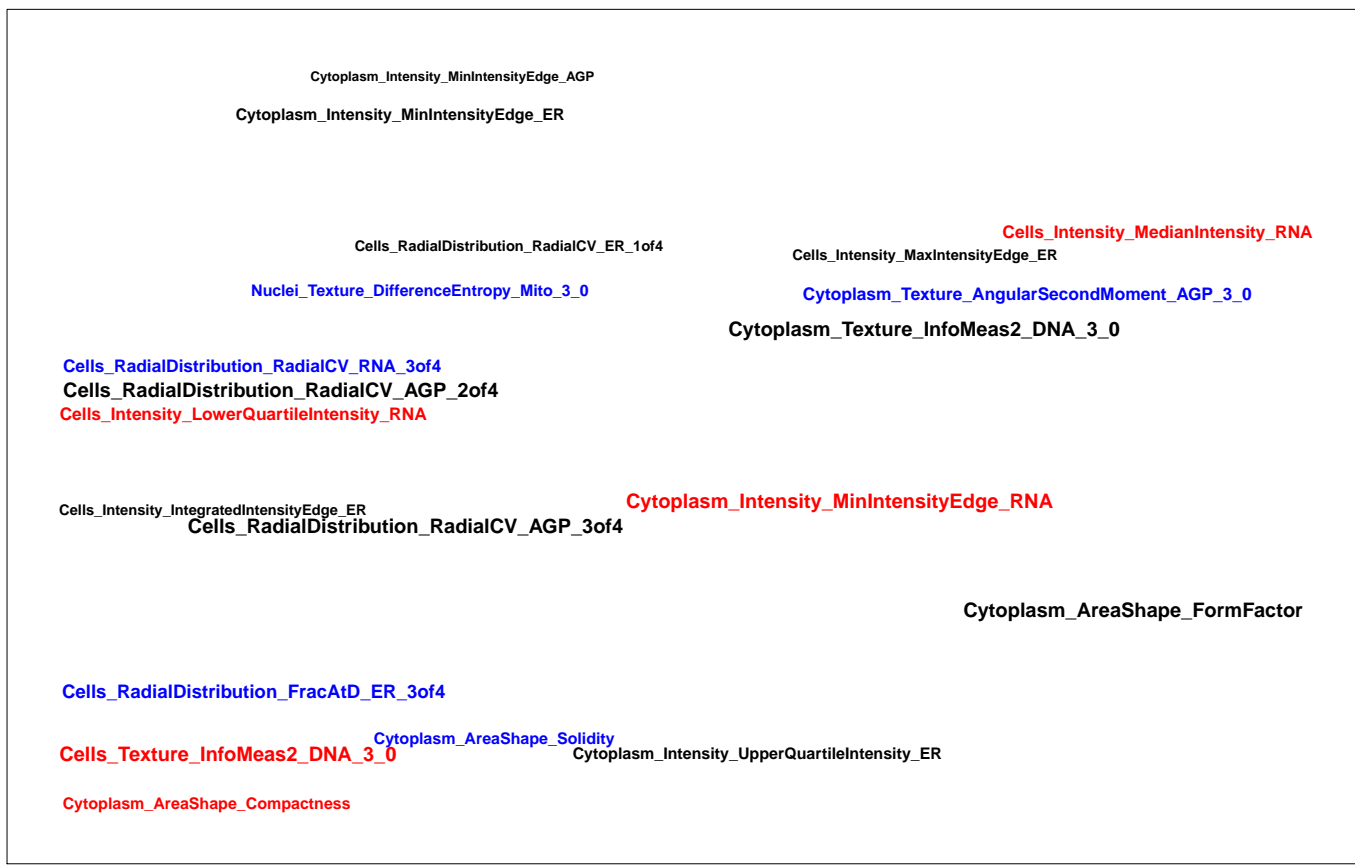 Cytoplasm_Intensity_MinIntensityEdge_AGP
Cytoplasm_Intensity_MinIntensityEdge_ER
Cells_Intensity_MedianIntensity_RNA
Cells_RadialDistribution_RadialCV_ER_1of4
Cells_Intensity_MaxIntensityEdge_ER
Nuclei_Texture_DifferenceEntropy_Mito_3_0
Cytoplasm_Texture_AngularSecondMoment_AGP_3_0
Cytoplasm_Texture_InfoMeas2_DNA_3_0
Cells_RadialDistribution_RadialCV_RNA_3of4
Cells_RadialDistribution_RadialCV_AGP_2of4
Cells_Intensity_LowerQuartileIntensity_RNA
Cytoplasm_Intensity_MinIntensityEdge_RNA
Cells_Intensity_IntegratedIntensityEdge_ER
Cells_RadialDistribution_RadialCV_AGP_3of4
Cytoplasm_AreaShape_FormFactor
Cells_RadialDistribution_FracAtD_ER_3of4
Cytoplasm_AreaShape_Solidity
Cells_Texture_InfoMeas2_DNA_3_0
Cytoplasm_Intensity_UpperQuartileIntensity_ER
Cytoplasm_AreaShape_Compactness